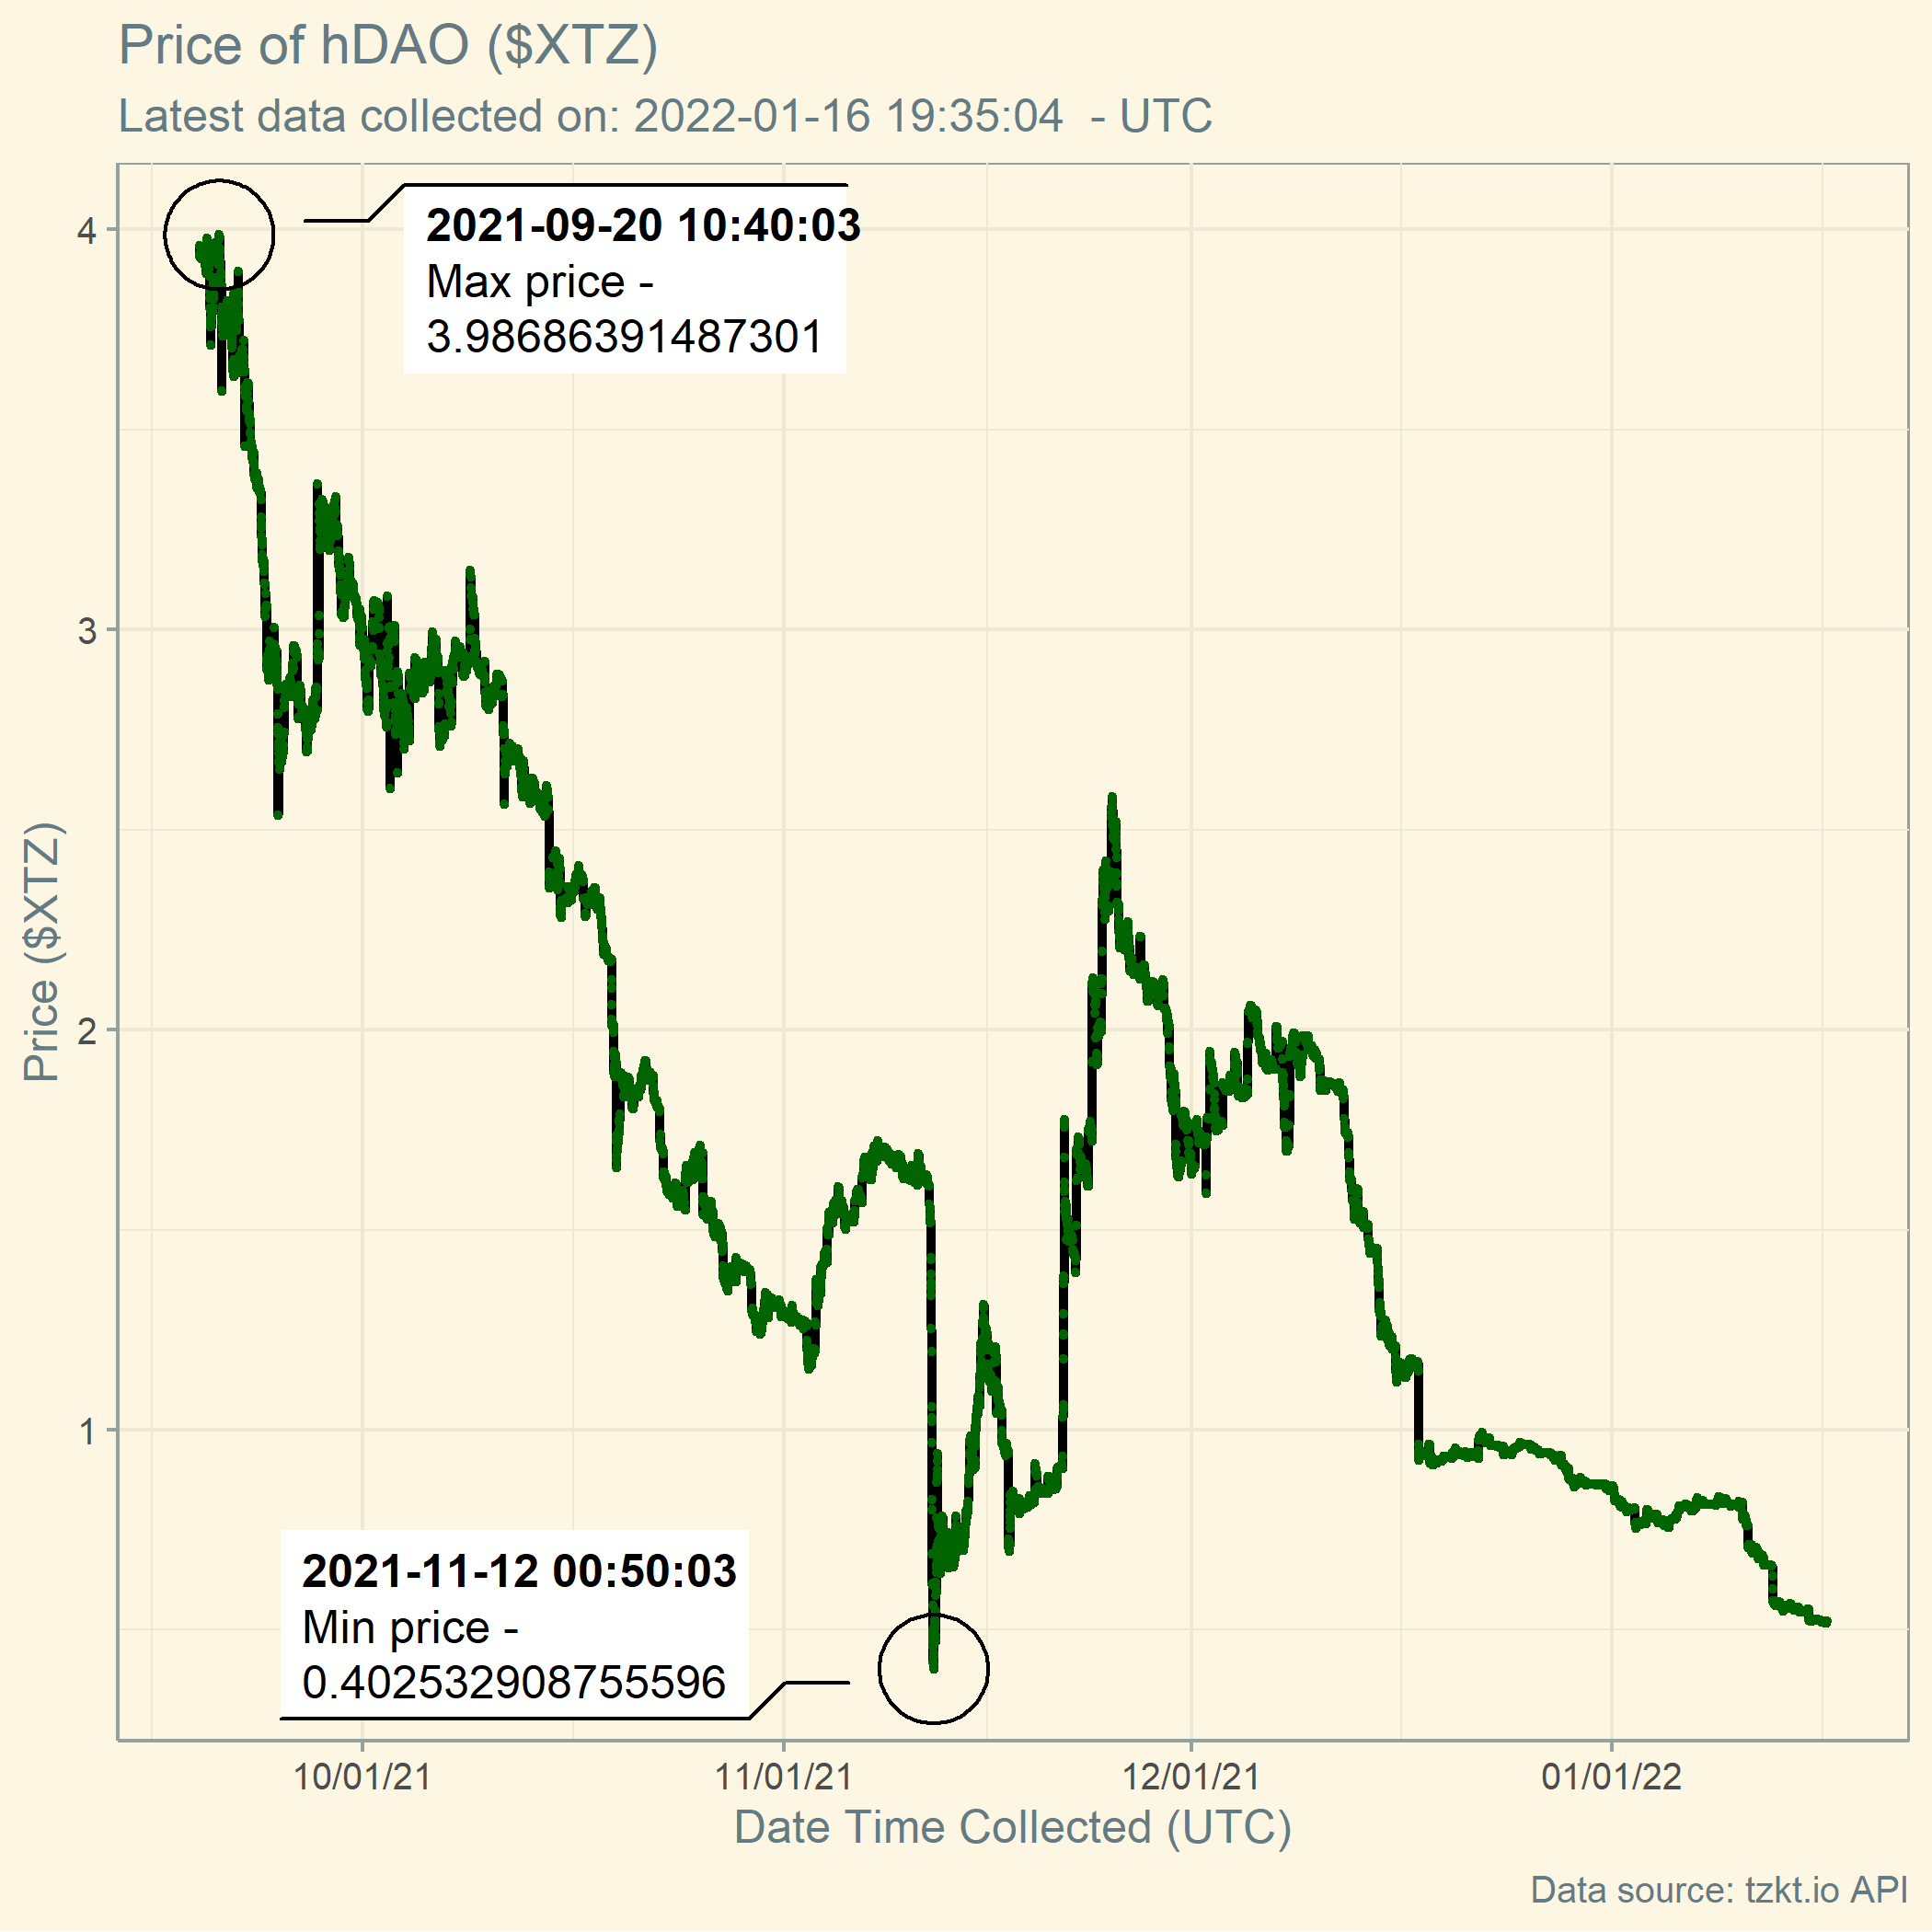 Price of hDAO ($XTZ)
Latest data collected on: 2022-01-16 19:35:04  - UTC
2021-09-20 10:40:03
Max price -
3.98686391487301
4
3
2
1
Price ($XTZ)
2021-11-12 00:50:03
Min price -
0.402532908755596
10/01/21
11/01/21
12/01/21
01/01/22
Date Time Collected (UTC)
Data source: tzkt.io API